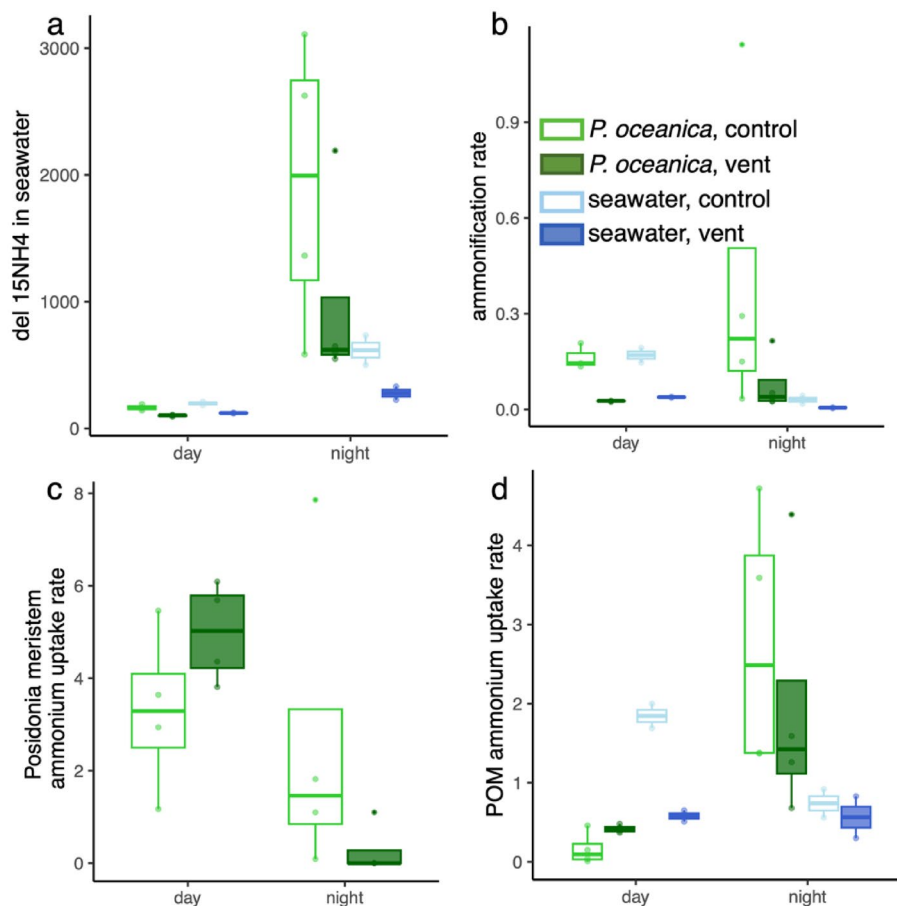 a
3000
2000
1000
0
del 15NH4 in seawater
day
night
b
0.9
0.6
0.3
0.0
ammonification rate
P. oceanica, control
P. oceanica, vent
seawater, control
seawater, vent
day
night
c
8
6
4
2
0
Posidonia meristem
ammonium uptake rate
day
night
d
4
3
2
1
0
POM ammonium uptake rate
day
night